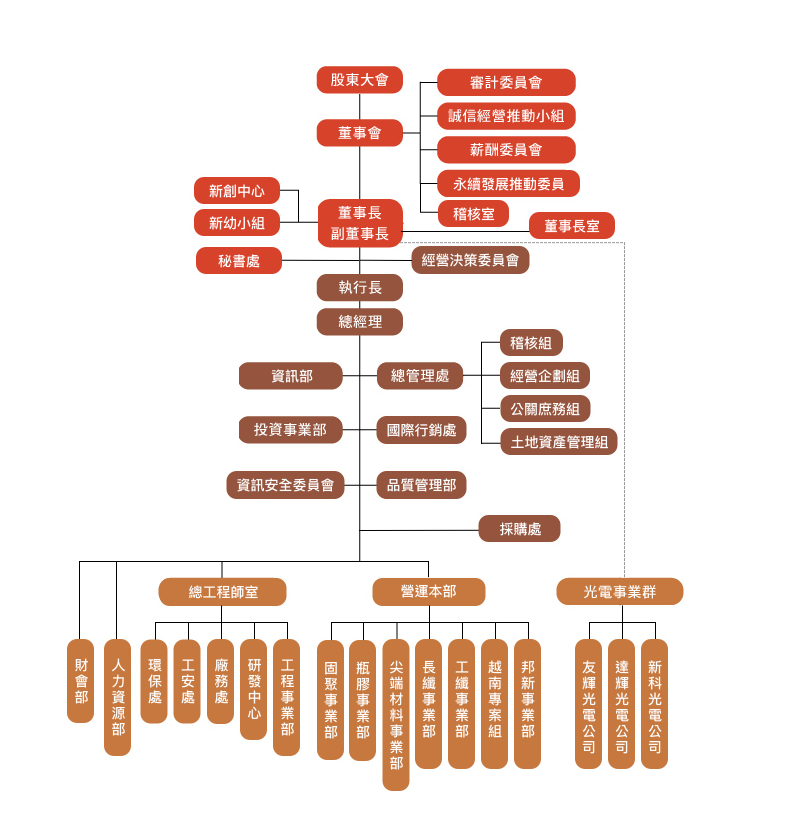 股東大會
審計委員會
誠信經營推動小組
董事會
薪酬委員會
永續發展推動委員
新創中心
稽核室
董事長
副董事長
新幼小組
董事長室
秘書處
經營決策委員會
執行長
總經理
稽核組
資訊部
總管理處
經營企劃組
公關庶務組
投資事業部
國際行銷處
土地資產管理組
資訊安全委員會
品質管理部
採購處
總工程師室
營運本部
光電事業群
財會部
人力資源部
環保處
工安處
廠務處
研發中心
工程事業部
固聚事業部
瓶膠事業部
尖端材料事業部
長纖事業部
工纖事業部
越南專案組
邦新事業部
友輝光電公司
達輝光電公司
新科光電公司